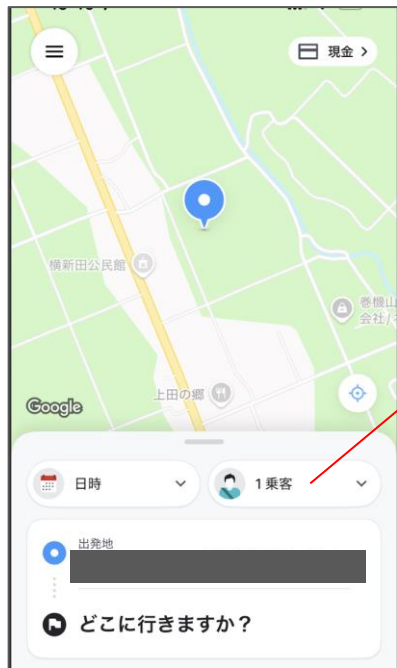 現金 >
横新田公民館
巻機山
会社/
上田の郷
Google
日時
1乗客
出発地
どこに行きますか？